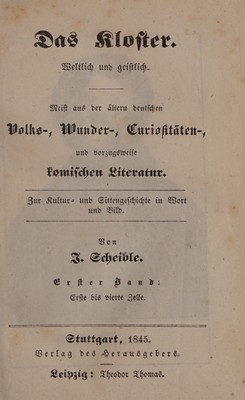 Das Kloster.
Weltlich und geistlich.
Meist aus der ältern deutschen
Volks-, Wunder-, Curiositäten-,
und vorzugsweise
komischen Literatur.
Zur Kultur- und Sittengeschichte in Wort
und Bild.
Von
J. Scheible.
Erster Band:
Erste bis vierte Zelle.
Stuttgart, 1845.
Verlag des Herausgebers.
Leipzig: Theodor Thomas.